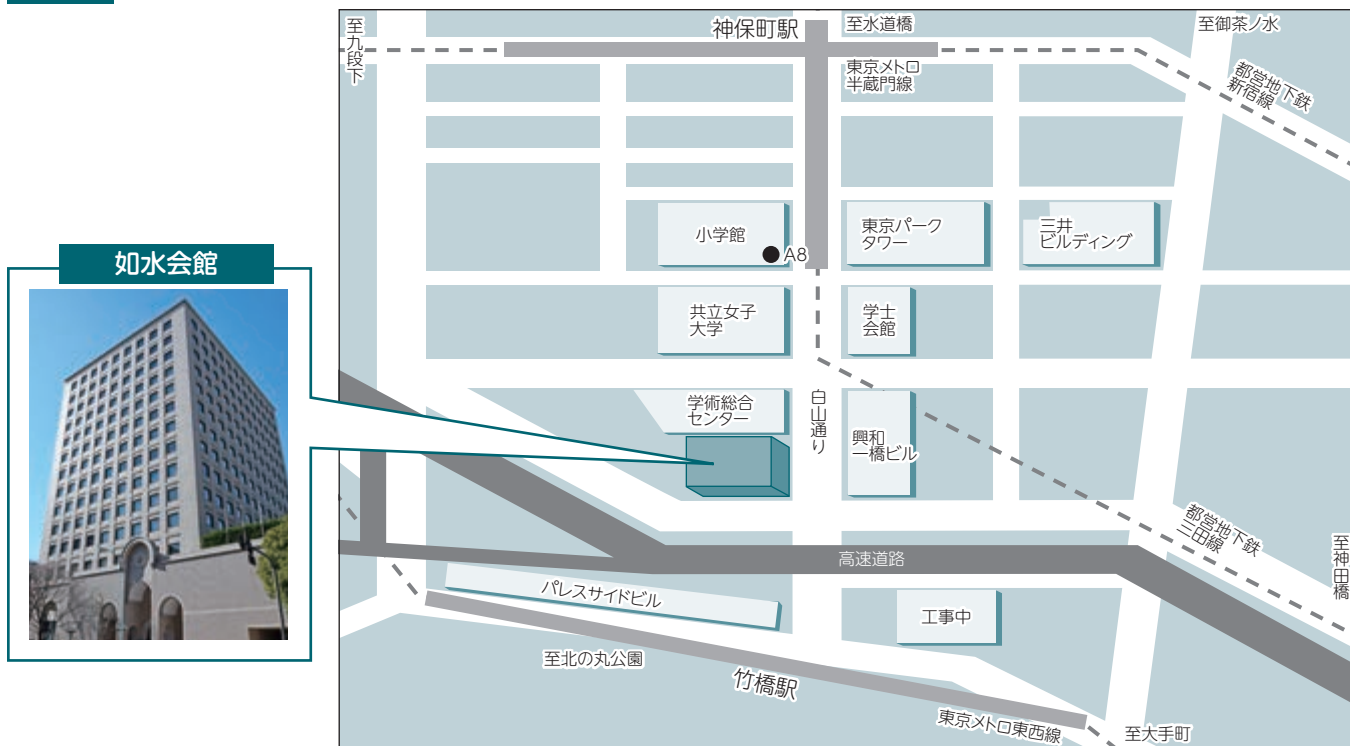 神保町駅
至水道橋
至御茶ノ水
至九段下
東京メトロ
半蔵門線
都営地下鉄
新宿線
小学館
A8
東京パーク
タワー
三井
ビルディング
如水会館
共立女子
大学
学士
会館
学術総合
センター
白山通り
興和
一橋ビル
都営地下鉄
三田線
至神田橋
高速道路
パレスサイドビル
工事中
至北の丸公園
竹橋駅
東京メトロ東西線
至大手町